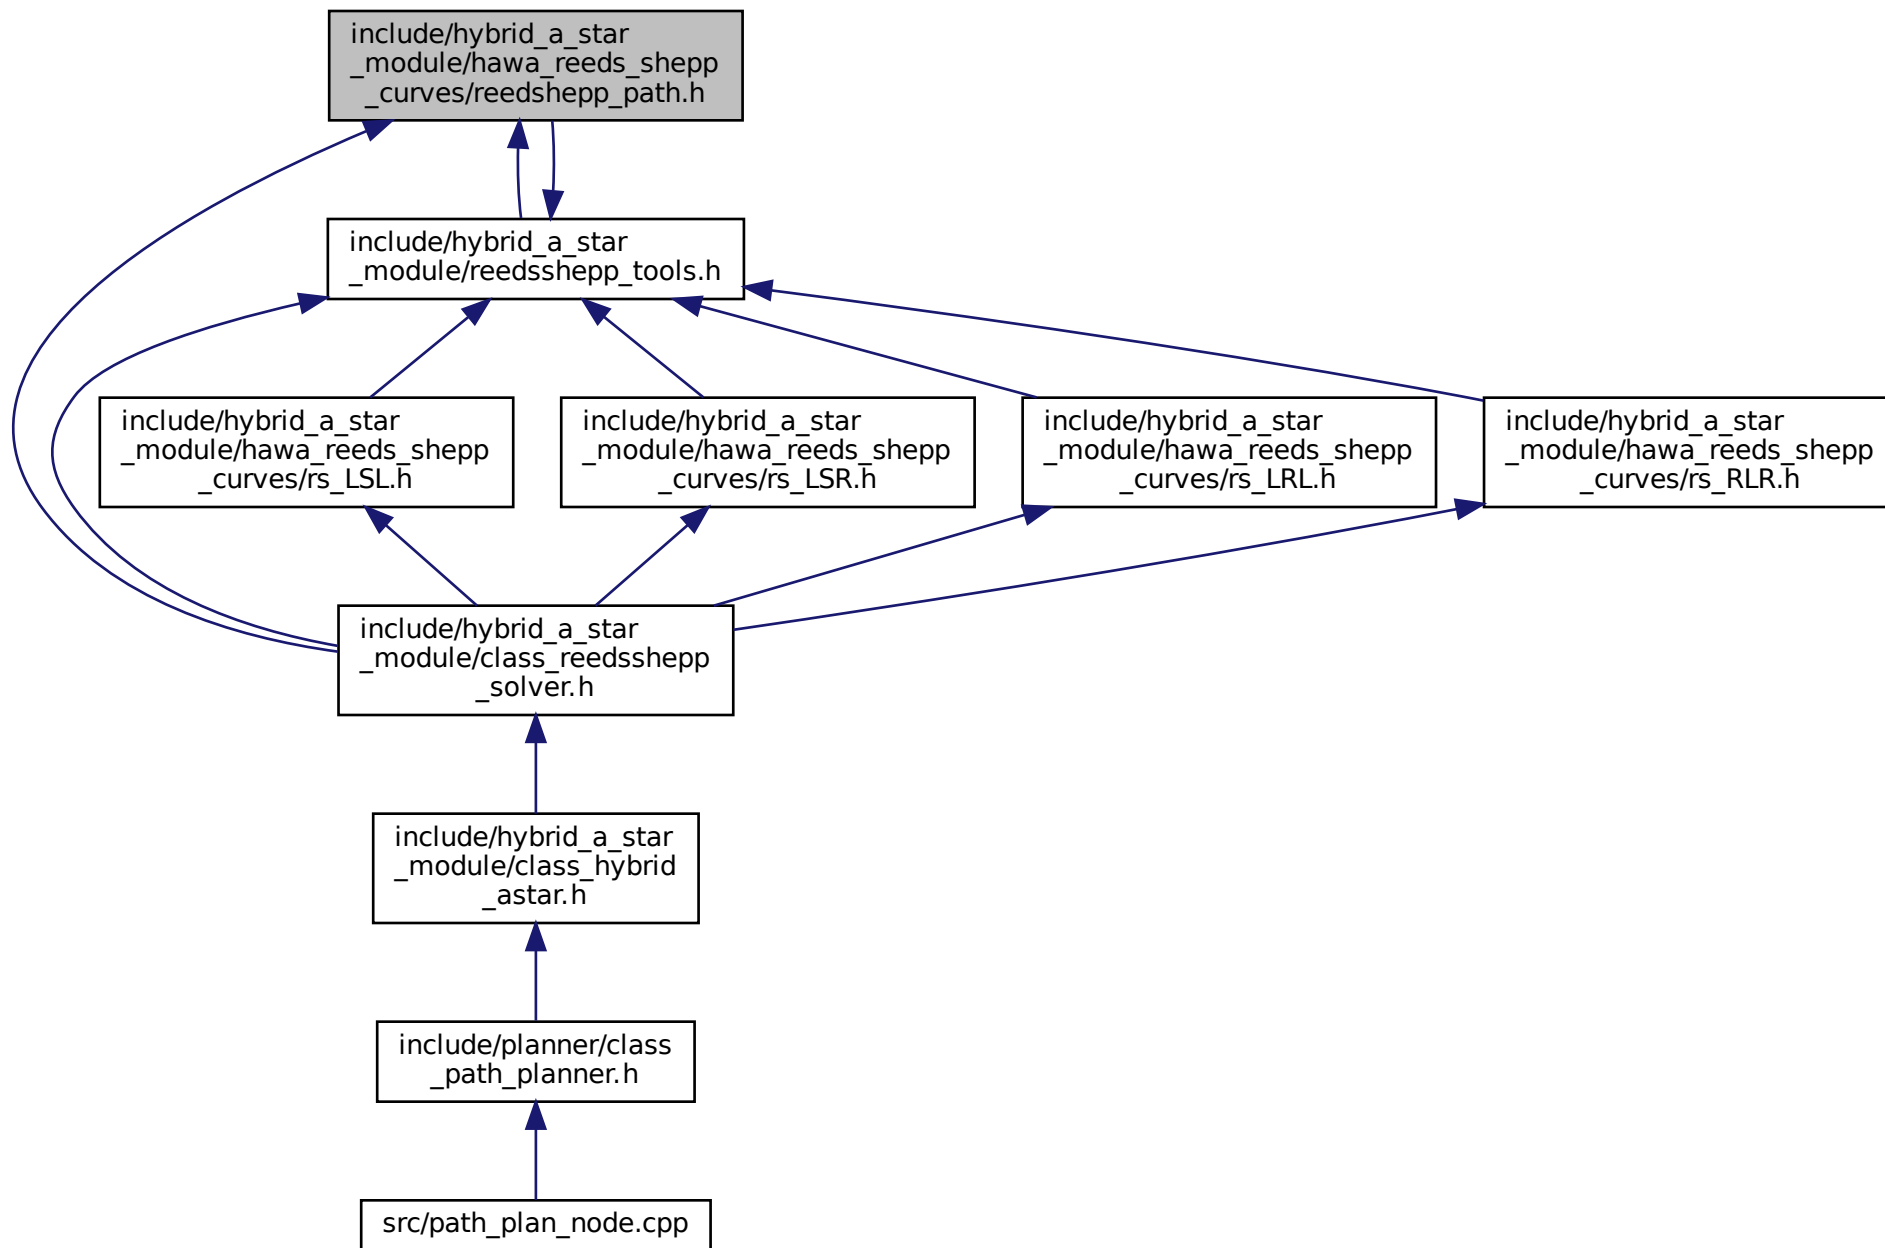 include/hybrid_a_star
_module/hawa_reeds_shepp
_curves/reedshepp_path.h
include/hybrid_a_star
_module/reedsshepp_tools.h
include/hybrid_a_star
_module/hawa_reeds_shepp
_curves/rs_LSL.h
include/hybrid_a_star
_module/hawa_reeds_shepp
_curves/rs_LSR.h
include/hybrid_a_star
_module/hawa_reeds_shepp
_curves/rs_LRL.h
include/hybrid_a_star
_module/hawa_reeds_shepp
_curves/rs_RLR.h
include/hybrid_a_star
_module/class_reedsshepp
_solver.h
include/hybrid_a_star
_module/class_hybrid
_astar.h
include/planner/class
_path_planner.h
src/path_plan_node.cpp